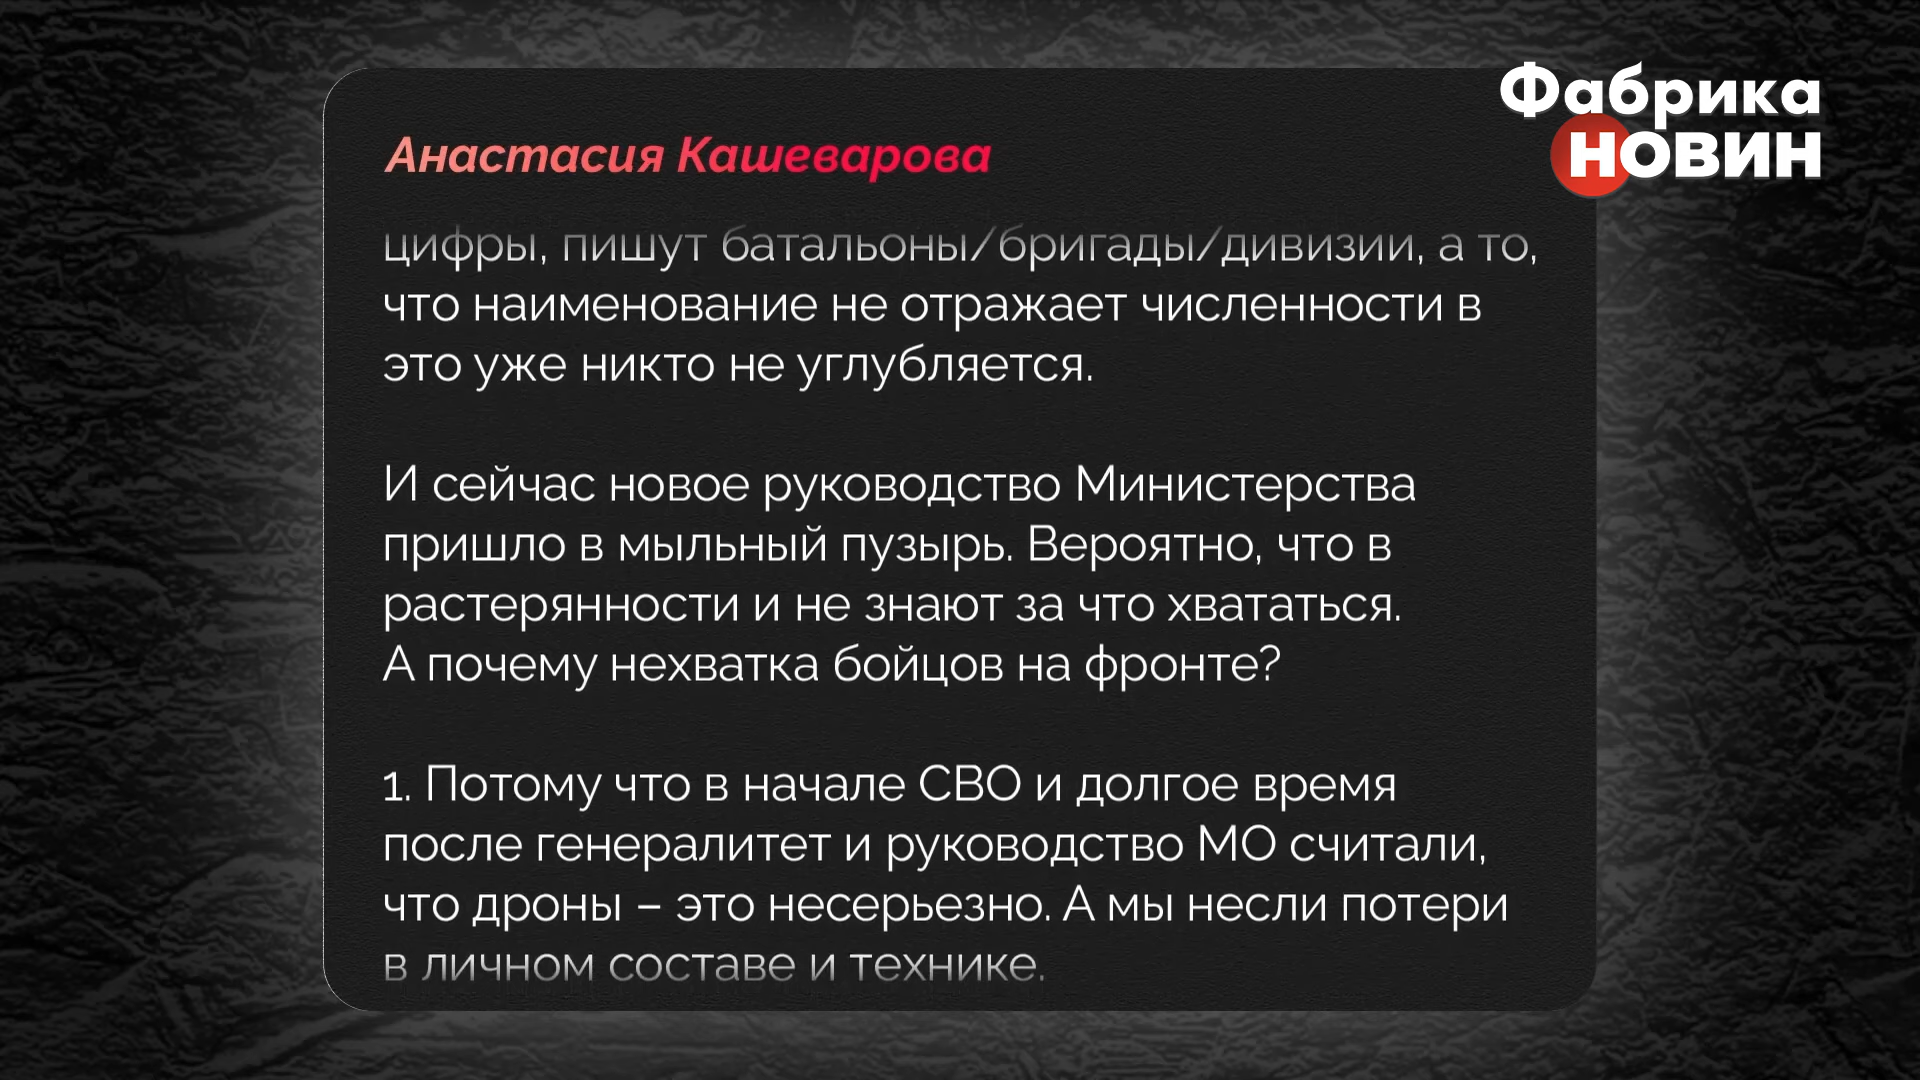 Фабрика
новин
Анастасия Кашеварова
цифры, пишут батальоны/бригады/дивизии, а то,
что наименование не отражает численности в
это уже никто не углубляется.
И сейчас новое руководство Министерства
пришло в мыльный пузырь. Вероятно, что в
растерянности и не знают за что хвататься.
А почему нехватка бойцов на фронте?
1. Потому что в начале СВО и долгое время
после генералитет и руководство МО считали,
что дроны – это несерьезно. А мы несли потери
в личном составе и технике.